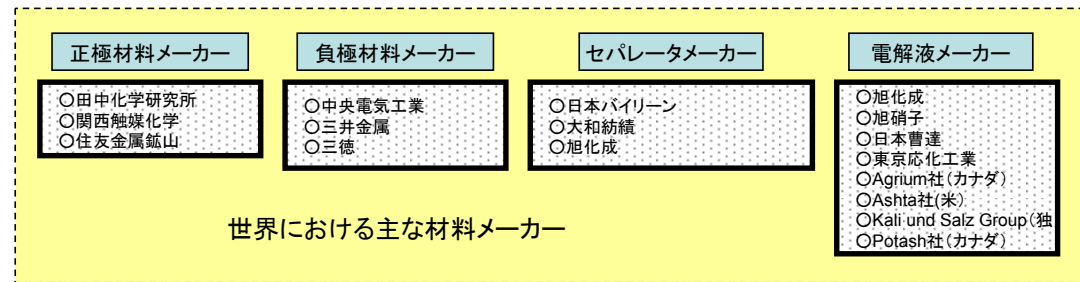 正極材料メーカー
○田中化学研究所
○関西触媒化学
○住友金属鉱山
負極材料メーカー
○中央電気工業
○三井金属
○三徳
セパレータメーカー
○日本バイリーン
○大和紡績
○旭化成
電解液メーカー
○旭化成
○旭硝子
○日本曹達
○東京応化工業
○Agrium社(カナダ)
○Ashta社(米)
○Kali und Salz Group(独
○Potash社(カナダ)
世界における主な材料メーカー